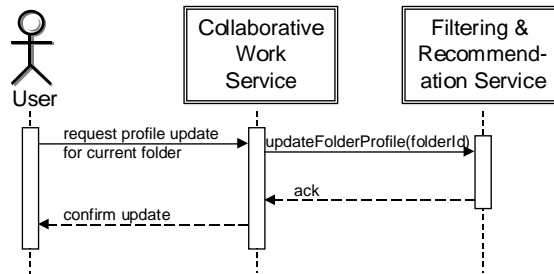 Collaborative
Work
Service
Filtering &
Recommend-
ation Service
User
request profile update
for current folder
updateFolderProfile(folderId)
ack
confirm update